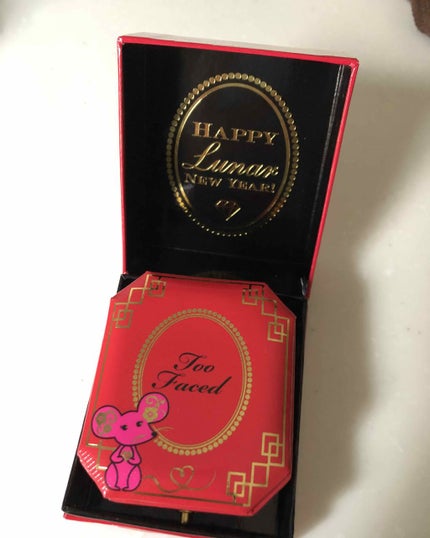 HAPPY
Lunar
NEW YEAR!
Too
Faced